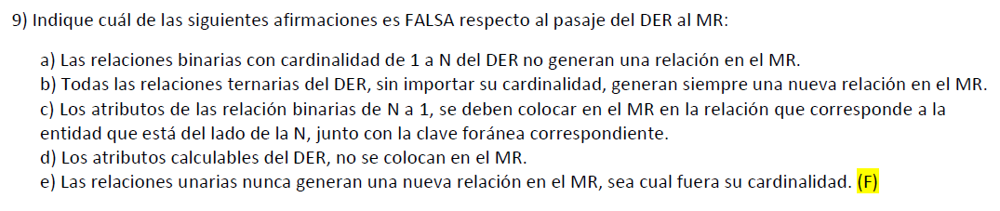 9) Indique cuál de las siguientes afirmaciones es FALSA respecto al pasaje del DER al MR:
a) Las relaciones binarias con cardinalidad de 1 a N del DER no generan una relación en el MR.
b) Todas las relaciones ternarias del DER, sin importar su cardinalidad, generan siempre una nueva relación en el MR.
c) Los atributos de las relación binarias de N a 1, se deben colocar en el MR en la relación que corresponde a la
entidad que está del lado de la N, junto con la clave foránea correspondiente.
d) Los atributos calculables del DER, no se colocan en el MR.
e) Las relaciones unarias nunca generan una nueva relación en el MR, sea cual fuera su cardinalidad. (F)